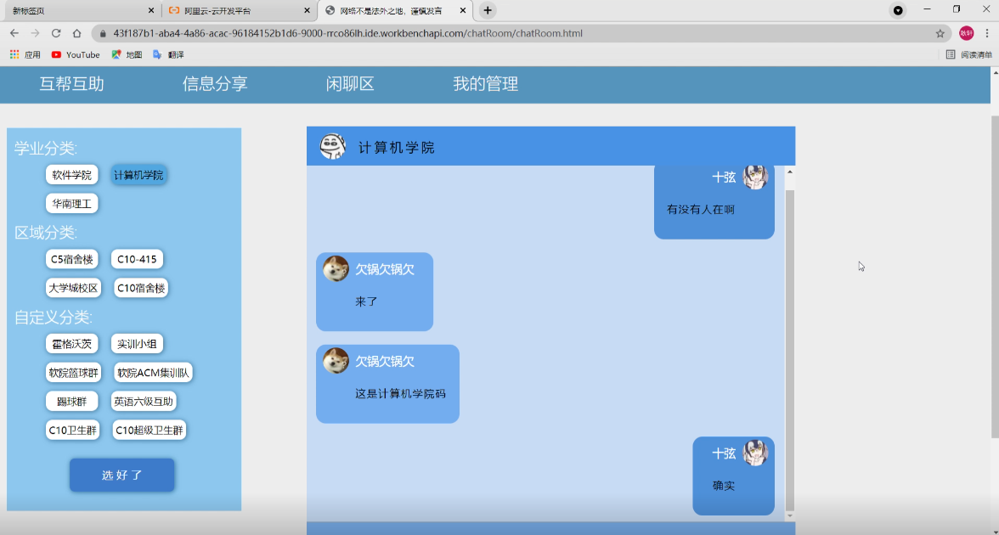 新标签页
阿里云-云开发平台
网络不是法外之地，谨慎发言
43f187b1-aba4-4a86-acac-96184152b1d6-9000-rrco86lh.ide.workbenchapi.com/chatRoom/chatRoom.html
耿轩
应用 YouTube 地图 翻译 阅读清单
互帮互助 信息分享 闲聊区 我的管理
学业分类:
软件学院 计算机学院
华南理工
区域分类:
C5宿舍楼 C10-415
大学城校区 C10宿舍楼
自定义分类:
霍格沃茨 实训小组
软院篮球群 软院ACM集训队
踢球群 英语六级互助
C10卫生群 C10超级卫生群
选好了
计算机学院
十弦
有没有人在啊
欠锅欠锅欠
来了
欠锅欠锅欠
这是计算机学院码
十弦
确实